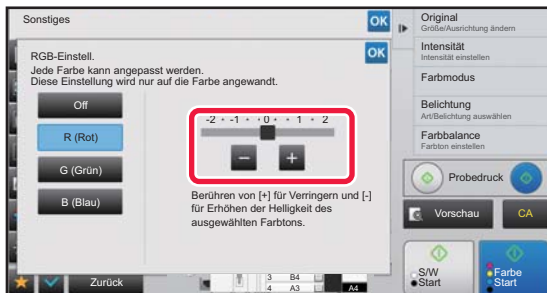 Sonstiges
OK
RGB-Einstell.
OK
Jede Farbe kann angepasst werden.
Diese Einstellung wird nur auf die Farbe angewandt.
Off
R (Rot)
G (Grün)
B (Blau)
-2 • -1 • 0 • 1 • 2
- +
Berühren von [+] für Verringern und [-]
für Erhöhen der Helligkeit des
ausgewählten Farbtons.
Zurück
3 B4
4 A3
A4
Original
Größe/Ausrichtung ändern
Intensität
Intensität einstellen
Farbmodus
Belichtung
Art/Belichtung auswählen
Farbbalance
Farbton einstellen
Probedruck
Vorschau
CA
S/W
Start
Farbe
Start